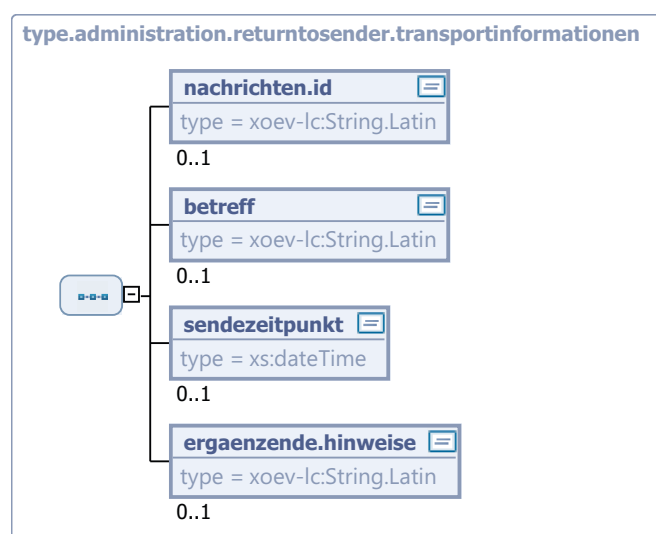 type.administration.returntosender.transportinformationen
nachrichten.id
type = xoev-lc:String.Latin
0..1
betreff
type = xoev-lc:String.Latin
0..1
sendezeitpunkt
type = xs:dateTime
0..1
ergaenzende.hinweise
type = xoev-lc:String.Latin
0..1